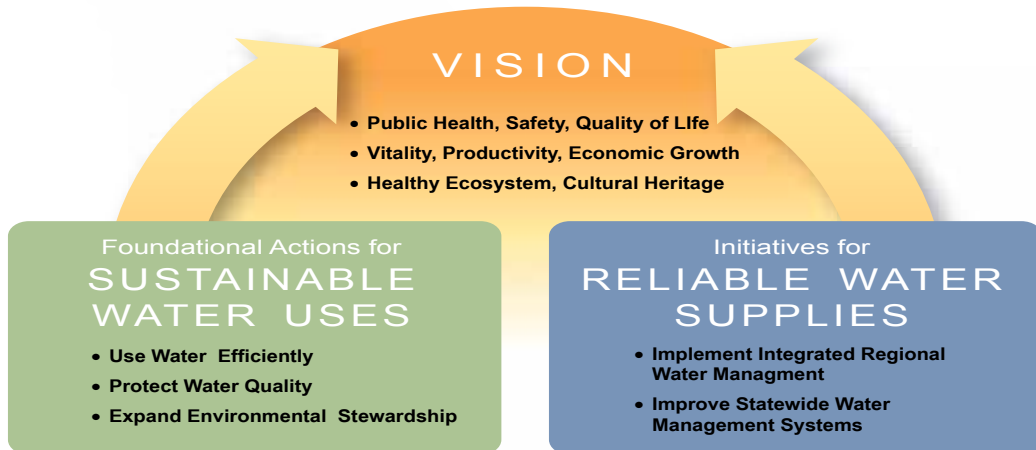 VISION
• Public Health, Safety, Quality of LIfe
• Vitality, Productivity, Economic Growth
• Healthy Ecosystem, Cultural Heritage
Foundational Actions for
SUSTAINABLE
WATER USES
• Use Water Efficiently
• Protect Water Quality
• Expand Environmental Stewardship
Initiatives for
RELIABLE WATER
SUPPLIES
• Implement Integrated Regional
Water Managment
• Improve Statewide Water
Management Systems